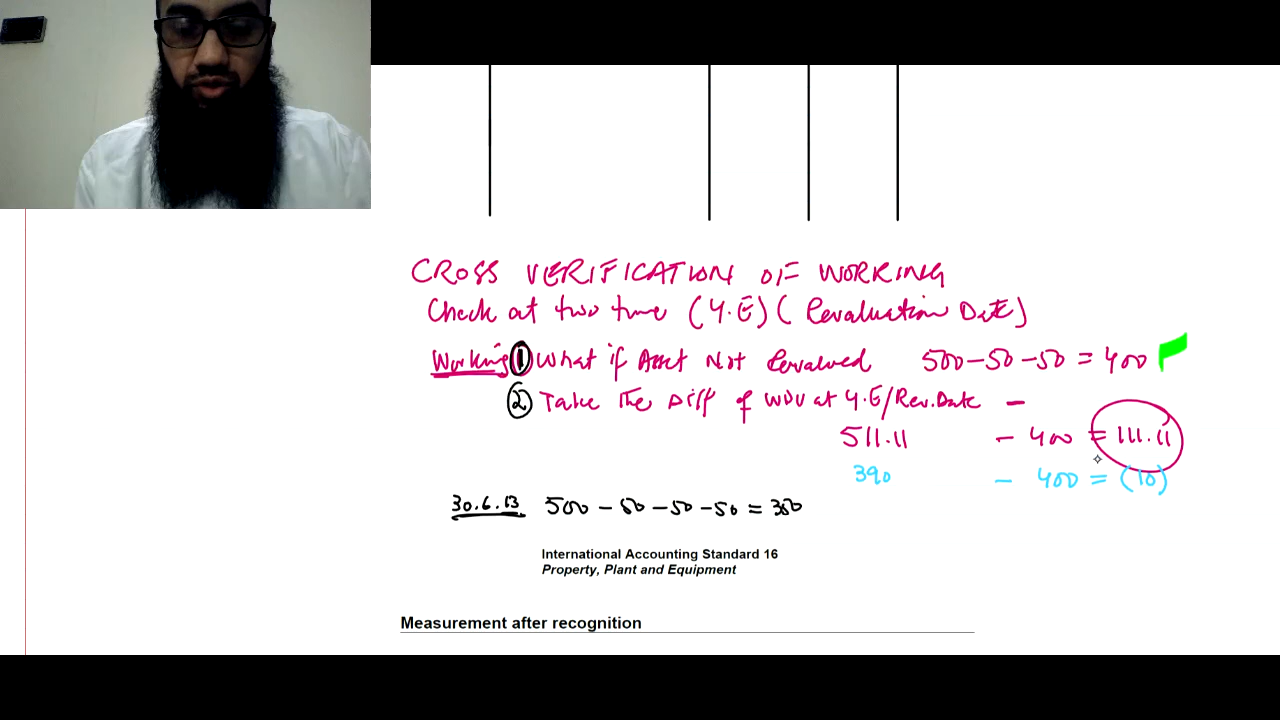 CROSS VERIFICATION OF WORKING
Check at two time (Y.E) ( Revaluation Date)
Working ① What if Asset Not Revalued 500-50-50 = 400
② Take The Diff of WDV at Y.E/Rev.Date -
511.11 - 400 = 111.11
390 - 400 = (10)
30.6.13 500 - 50 - 50 - 50 = 350
International Accounting Standard 16
Property, Plant and Equipment
Measurement after recognition